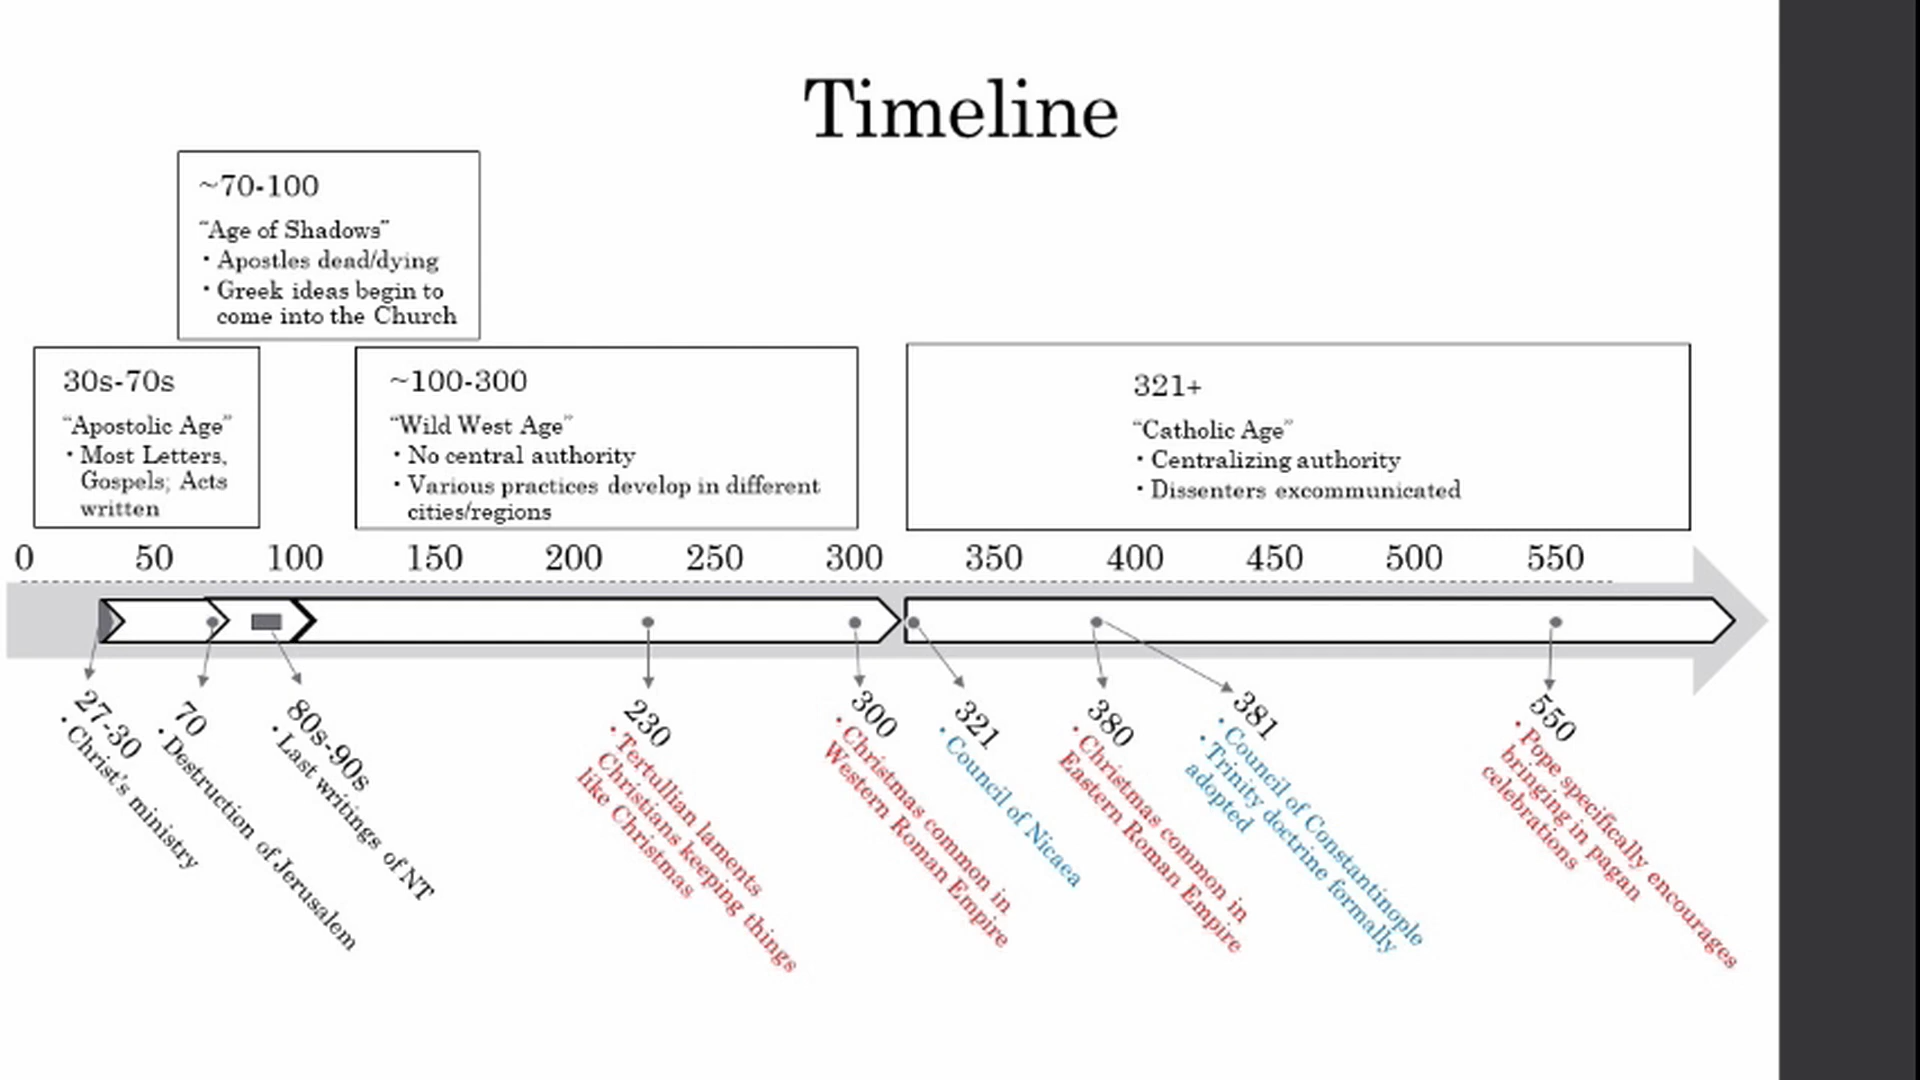 Timeline
~70-100
“Age of Shadows”
• Apostles dead/dying
• Greek ideas begin to
come into the Church
30s-70s
“Apostolic Age”
• Most Letters,
Gospels; Acts
written
~100-300
“Wild West Age”
• No central authority
• Various practices develop in different
cities/regions
321+
“Catholic Age”
• Centralizing authority
• Dissenters excommunicated
0 50 100 150 200 250 300 350 400 450 500 550
27-30
• Christ’s ministry
70
• Destruction of Jerusalem
80s-90s
• Last writings of NT
230
• Tertullian laments
Christians keeping things
like Christmas
300
• Christmas common in
Western Roman Empire
321
• Council of Nicaea
380
• Christmas common in
Eastern Roman Empire
381
• Council of Constantinople
• Trinity doctrine formally
adopted
550
• Pope specifically encourages
bringing in pagan
celebrations